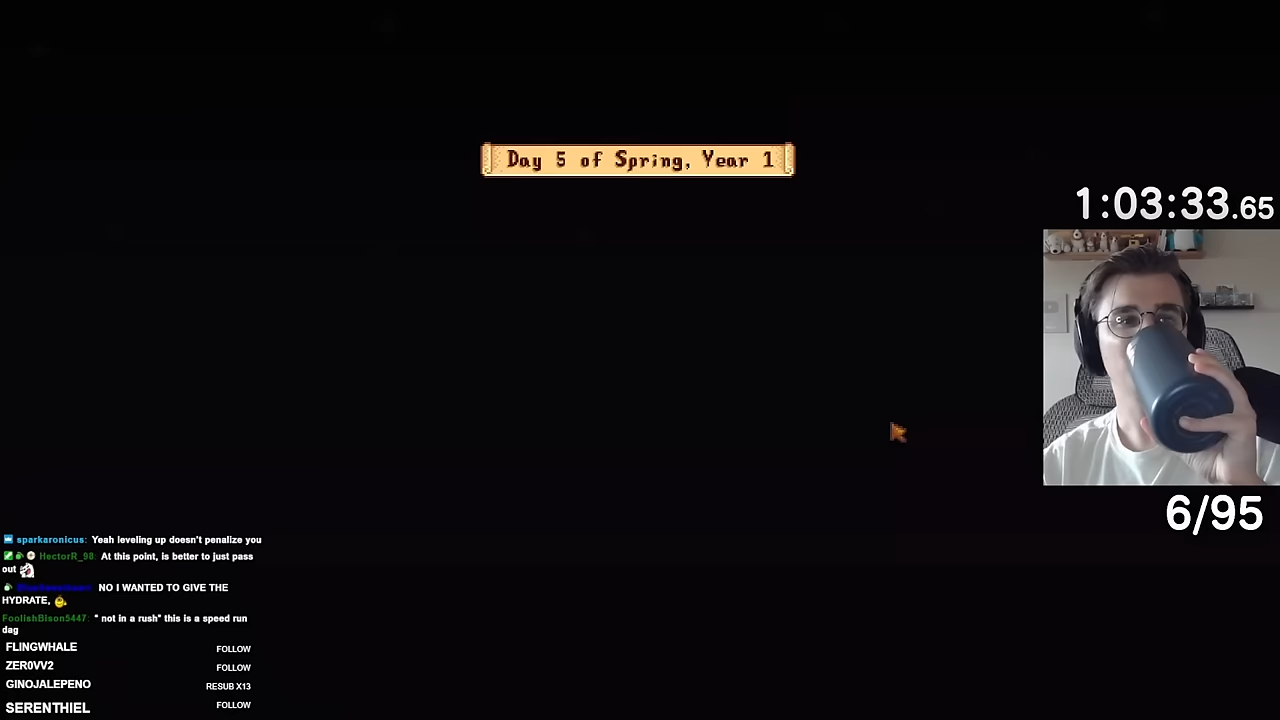 Day 5 of Spring, Year 1
1:03:33.65
6/95
sparkaronicus: Yeah leveling up doesn't penalize you
HectorR_98: At this point, is better to just pass
out
NO I WANTED TO GIVE THE
HYDRATE,
FoolishBison5447: " not in a rush" this is a speed run
dag
FLINGWHALE FOLLOW
ZER0VV2 FOLLOW
GINOJALEPENO RESUB X13
SERENTHIEL FOLLOW